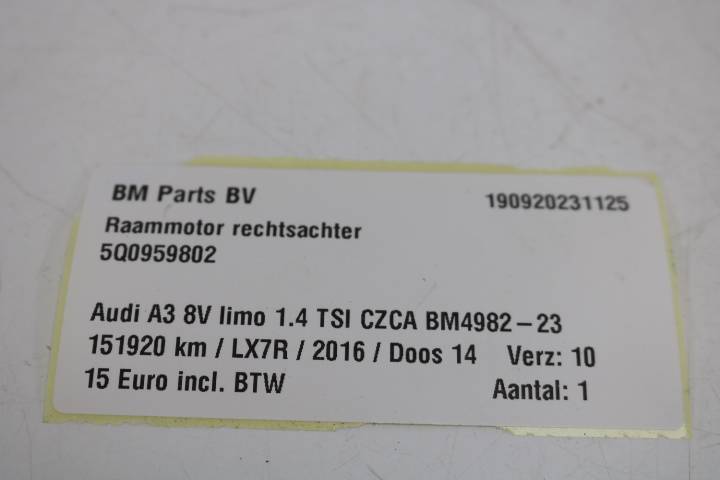 BM Parts BV 190920231125
Raammotor rechtsachter
5Q0959802
Audi A3 8V limo 1.4 TSI CZCA BM4982-23
151920 km / LX7R / 2016 / Doos 14 Verz: 10
15 Euro incl. BTW Aantal: 1